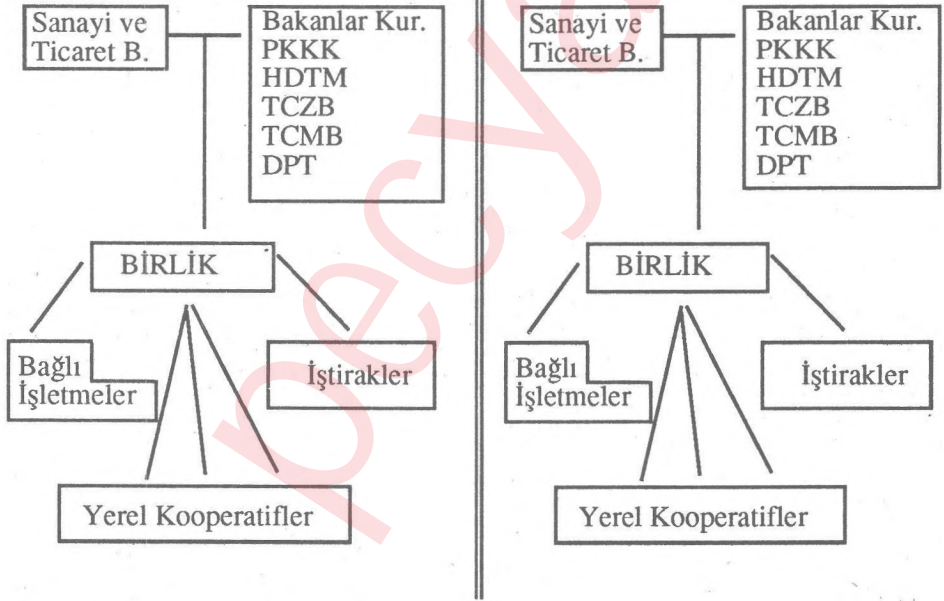 Sanayi ve
Ticaret B.
Bakanlar Kur.
PKKK
HDTM
TCZB
TCMB
DPT
BİRLİK
Bağlı
İşletmeler
İştirakler
Yerel Kooperatifler
Sanayi ve
Ticaret B.
Bakanlar Kur.
PKKK
HDTM
TCZB
TCMB
DPT
BİRLİK
Bağlı
İşletmeler
İştirakler
Yerel Kooperatifler